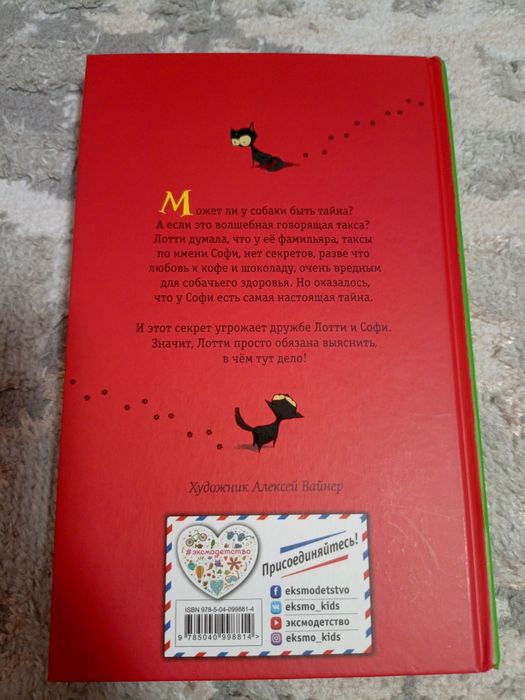 Может ли у собаки быть тайна?
А если это волшебная говорящая такса?
Лотти думала, что у её фамильяра, таксы
по имени Софи, нет секретов, разве что
любовь к кофе и шоколаду, очень вредным
для собачьего здоровья. Но оказалось,
что у Софи есть самая настоящая тайна.
И этот секрет угрожает дружбе Лотти и Софи.
Значит, Лотти просто обязана выяснить,
в чём тут дело!
Художник Алексей Вайнер
#эксмодетство
Присоединяйтесь!
eksmodetstvo
eksmo_kids
эксмодетство
eksmo_kids
ISBN 978-5-04-099881-4
9 785040 998814 >